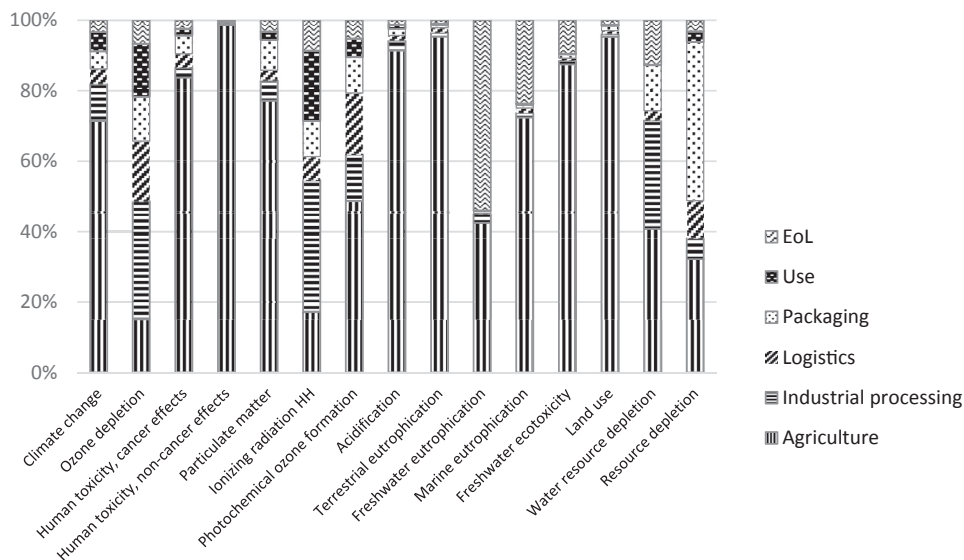 100%
80%
60%
40%
20%
0%
Climate change
Ozone depletion
Human toxicity, cancer effects
Human toxicity, non-cancer effects
Particulate matter
Ionizing radiation HH
Photochemical ozone formation
Acidification
Terrestrial eutrophication
Freshwater eutrophication
Marine eutrophication
Freshwater ecotoxicity
Land use
Water resource depletion
Resource depletion
EoL
Use
Packaging
Logistics
Industrial processing
Agriculture